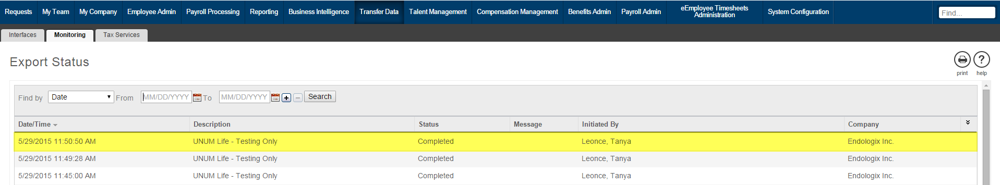 Requests My Team My Company Employee Admin Payroll Processing Reporting Business Intelligence Transfer Data Talent Management Compensation Management Benefits Admin Payroll Admin eEmployee Timesheets Administration System Configuration Find...
Interfaces Monitoring Tax Services
Export Status
print help
Find by Date From MM/DD/YYYY To MM/DD/YYYY Search
Date/Time Description Status Message Initiated By Company
5/29/2015 11:50:50 AM UNUM Life - Testing Only Completed Leonce, Tanya Endologix Inc.
5/29/2015 11:49:28 AM UNUM Life - Testing Only Completed Leonce, Tanya Endologix Inc.
5/29/2015 11:45:00 AM UNUM Life - Testing Only Completed Leonce, Tanya Endologix Inc.